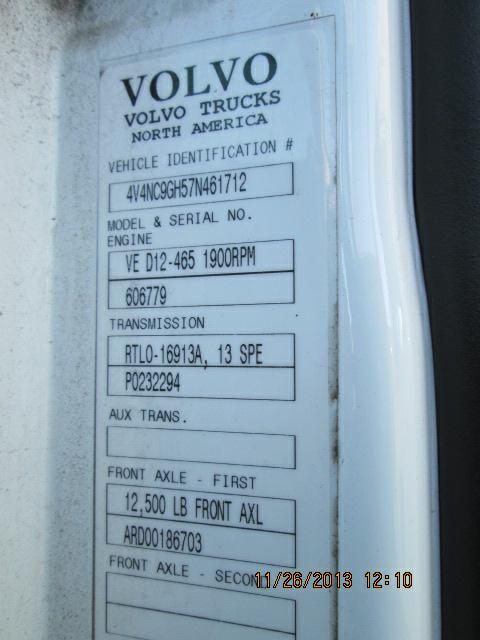 VOLVO
VOLVO TRUCKS
NORTH AMERICA
VEHICLE IDENTIFICATION #
4V4NC9GH57N461712
MODEL & SERIAL NO.
ENGINE
VE D12-465 1900RPM
606779
TRANSMISSION
RTLO-16913A, 13 SPE
P0232294
AUX TRANS.
FRONT AXLE - FIRST
12,500 LB FRONT AXL
ARD00186703
FRONT AXLE - SECON
11/26/2013 12:10